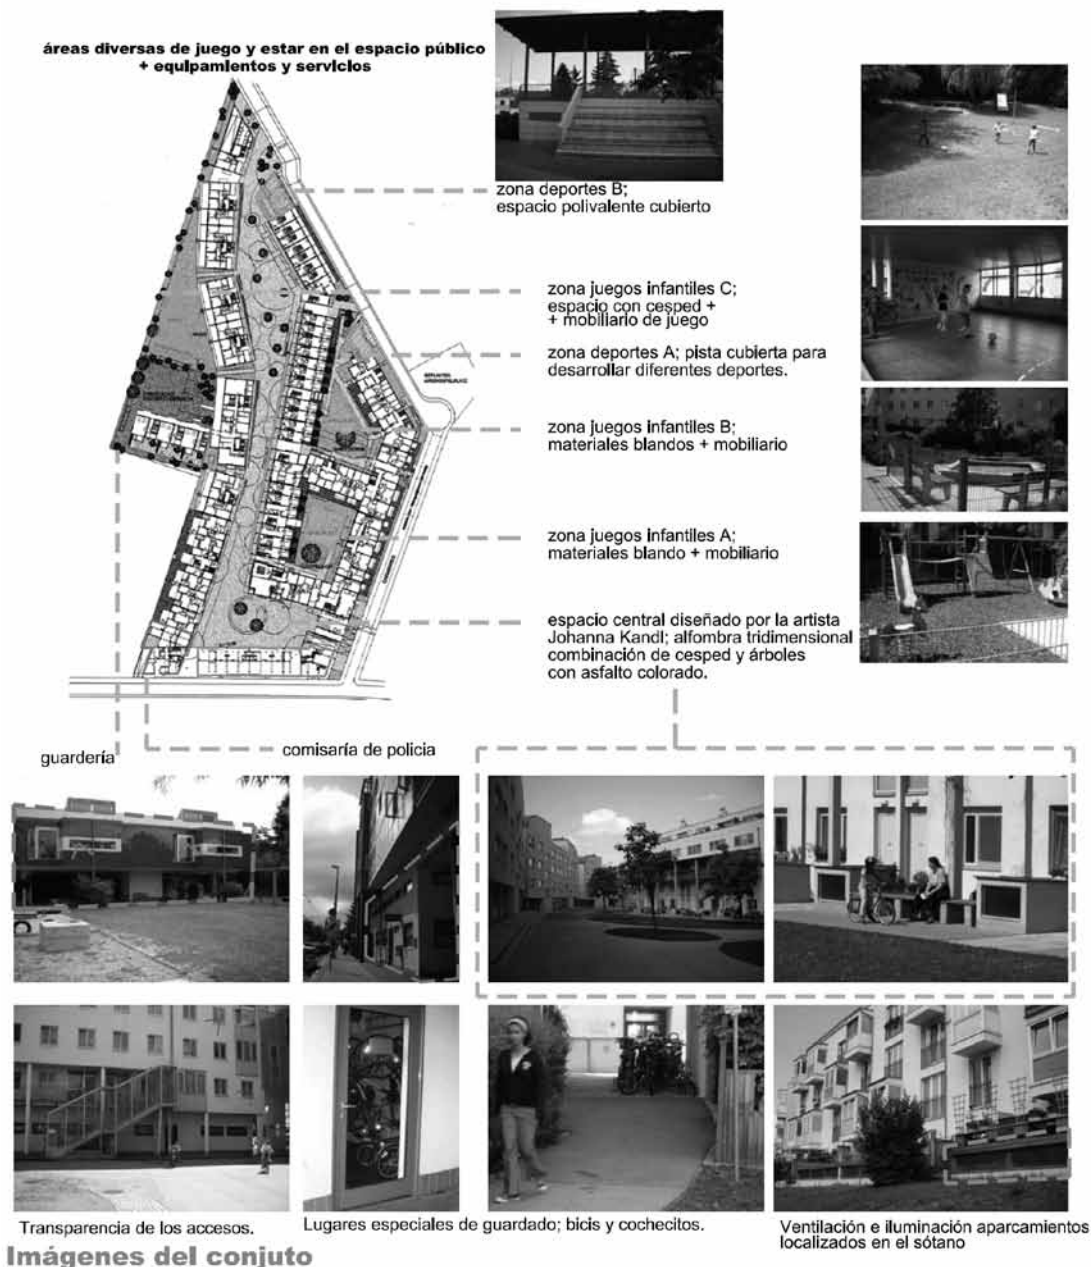 áreas diversas de juego y estar en el espacio público
+ equipamientos y servicios
zona deportes B;
espacio polivalente cubierto
zona juegos infantiles C;
espacio con cesped +
+ mobiliario de juego
zona deportes A; pista cubierta para
desarrollar diferentes deportes.
zona juegos infantiles B;
materiales blandos + mobiliario
zona juegos infantiles A;
materiales blando + mobiliario
espacio central diseñado por la artista
Johanna Kandl; alfombra tridimensional
combinación de cesped y árboles
con asfalto colorado.
guardería
comisaría de policia
Transparencia de los accesos.
Lugares especiales de guardado; bicis y cochecitos.
Ventilación e iluminación aparcamientos
localizados en el sótano
Imágenes del conjuto